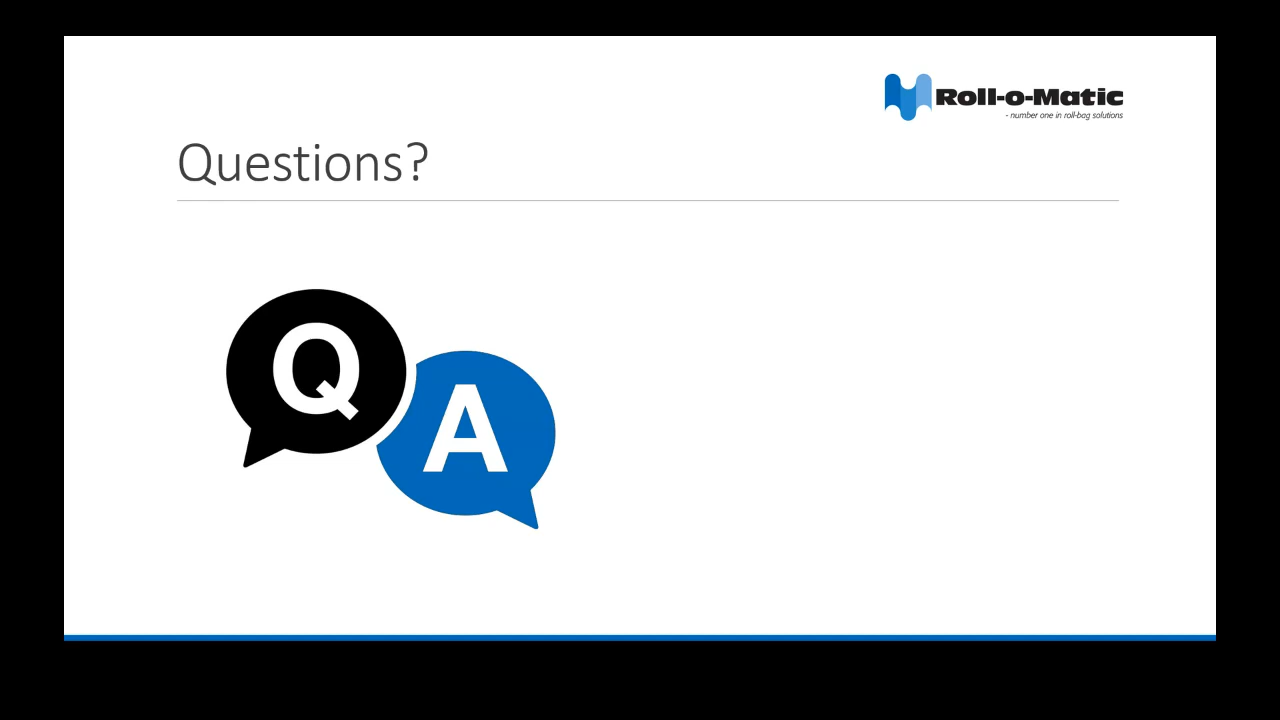 Roll-o-Matic
- number one in roll-bag solutions
Questions?
Q
A